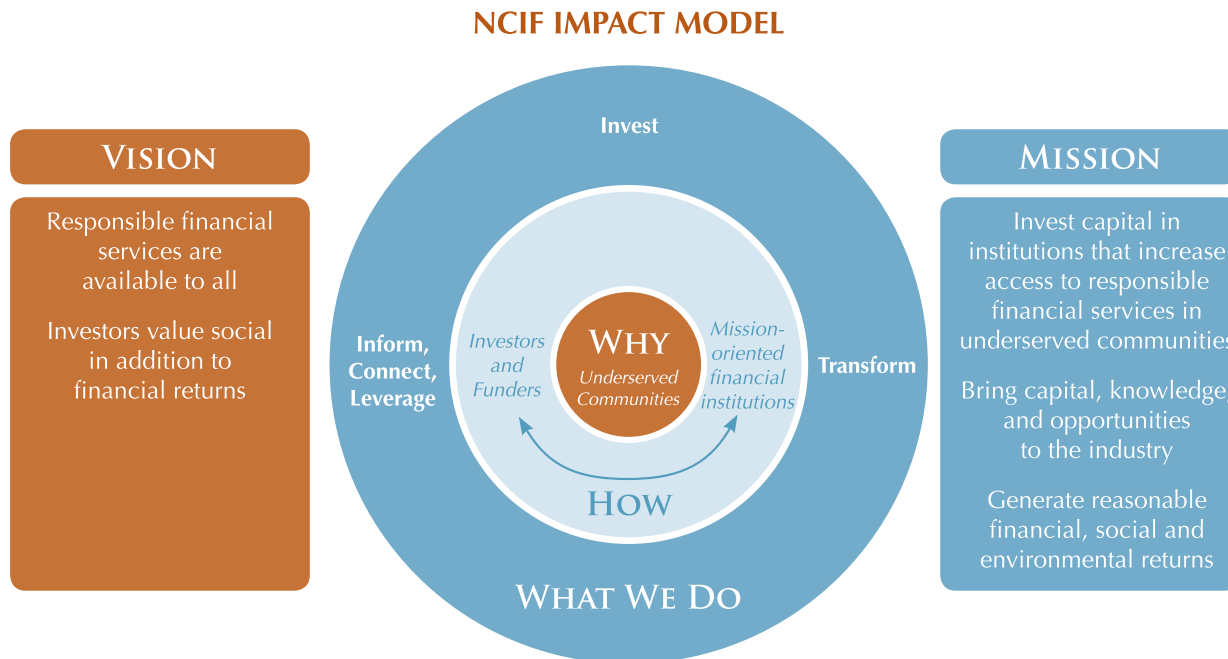 NCIF IMPACT MODEL
VISION
Responsible financial
services are
available to all
Investors value social
in addition to
financial returns
Invest
Inform,
Connect,
Leverage
Investors
and
Funders
WHY
Underserved
Communities
Mission-
oriented
financial
institutions
Transform
HOW
WHAT WE DO
MISSION
Invest capital in
institutions that increase
access to responsible
financial services in
underserved communities
Bring capital, knowledge,
and opportunities
to the industry
Generate reasonable
financial, social and
environmental returns